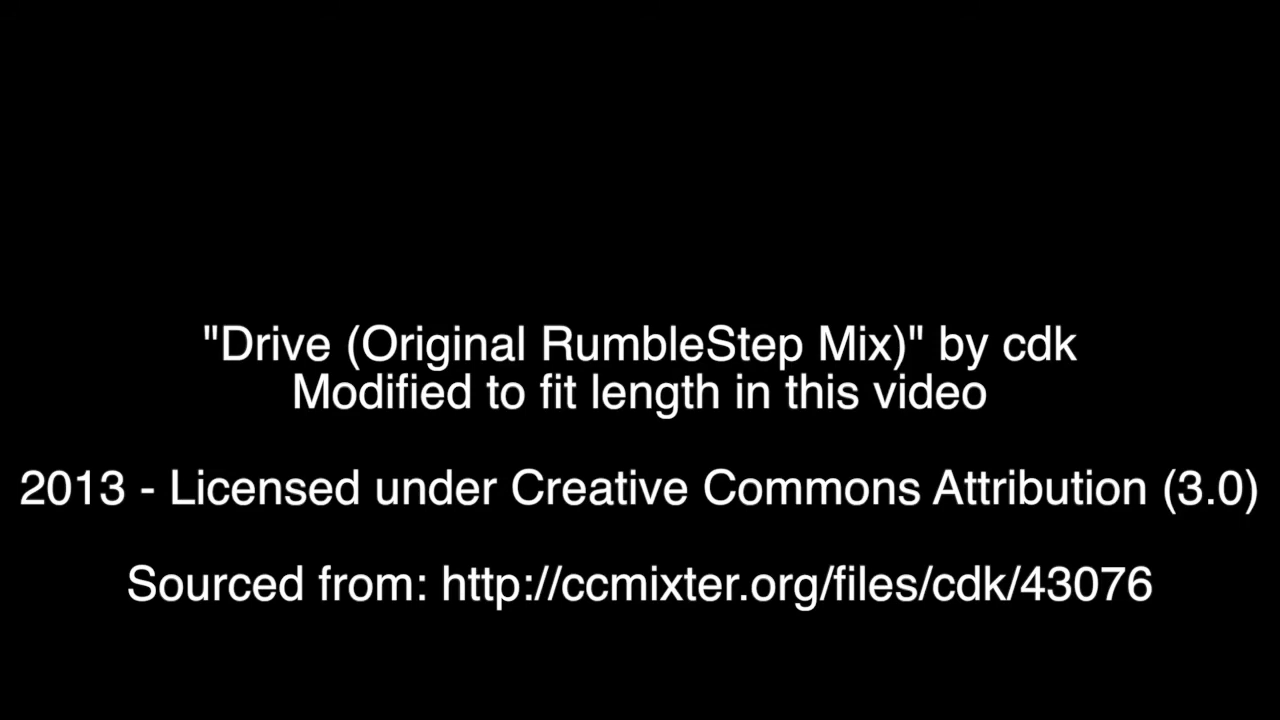 "Drive (Original RumbleStep Mix)" by cdk
Modified to fit length in this video
2013 - Licensed under Creative Commons Attribution (3.0)
Sourced from: http://ccmixter.org/files/cdk/43076